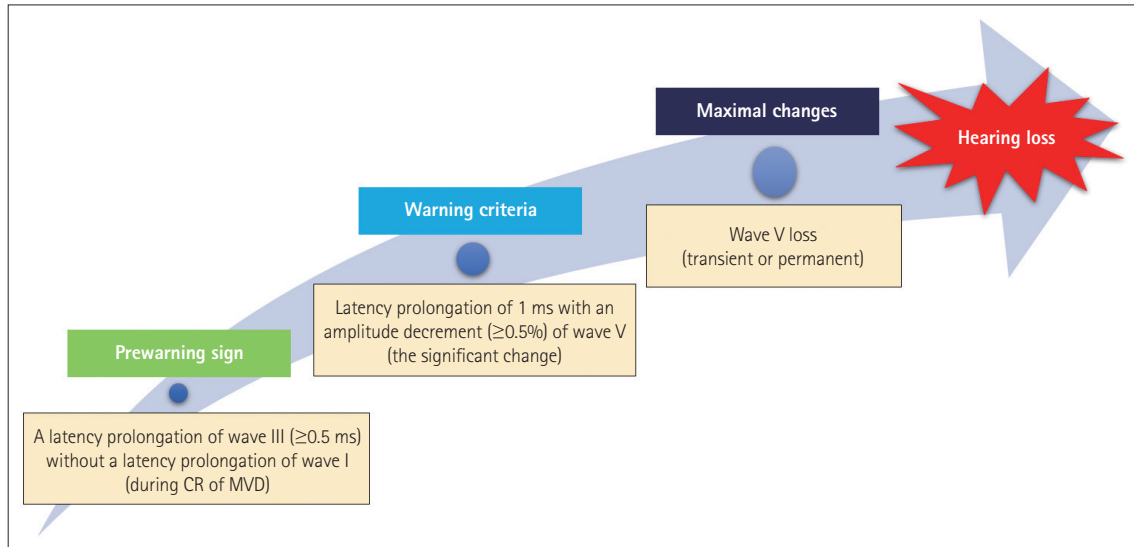 Maximal changes
Hearing loss
Warning criteria
Wave V loss
(transient or permanent)
Latency prolongation of 1 ms with an
amplitude decrement (≥0.5%) of wave V
(the significant change)
Prewarning sign
A latency prolongation of wave III (≥0.5 ms)
without a latency prolongation of wave I
(during CR of MVD)